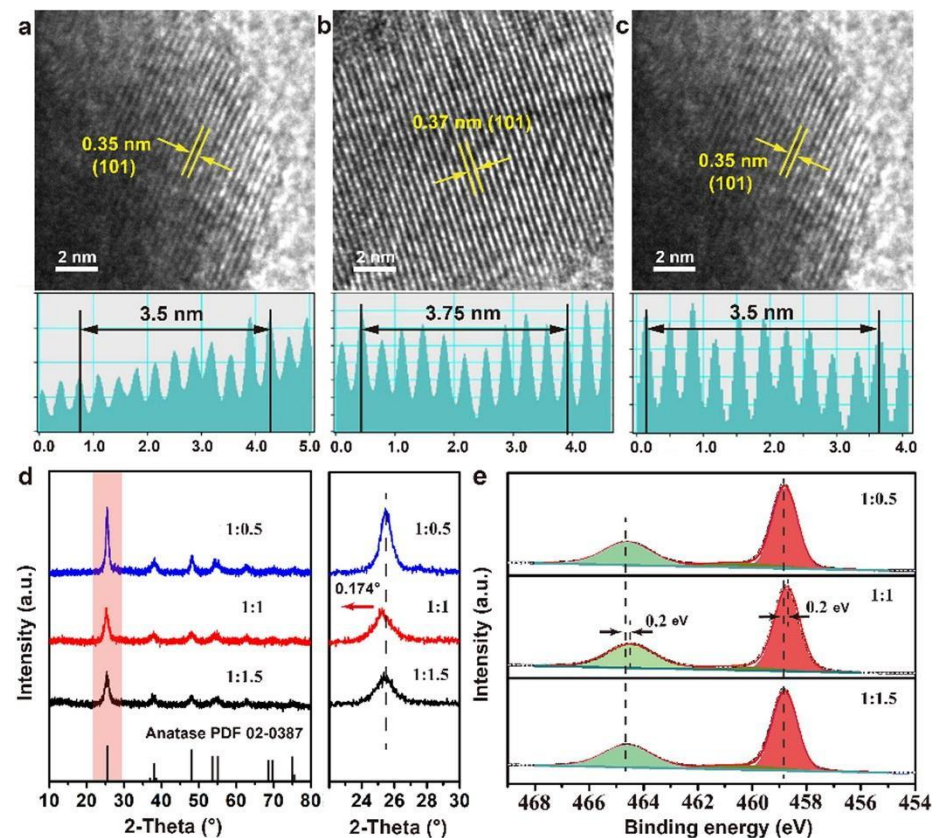 a
0.35 nm
(101)
2 nm
3.5 nm
0.0 1.0 2.0 3.0 4.0 5.0
b
0.37 nm (101)
2 nm
3.75 nm
0.0 1.0 2.0 3.0 4.0
c
0.35 nm
(101)
2 nm
3.5 nm
0.0 1.0 2.0 3.0 4.0
d
Intensity (a.u.)
1:0.5
1:1
1:1.5
Anatase PDF 02-0387
10 20 30 40 50 60 70 80
2-Theta (°)
1:0.5
0.174°
1:1
1:1.5
24 26 28 30
2-Theta (°)
e
Intensity (a.u.)
1:0.5
1:1
0.2 eV
0.2 eV
1:1.5
468 466 464 462 460 458 456 454
Binding energy (eV)